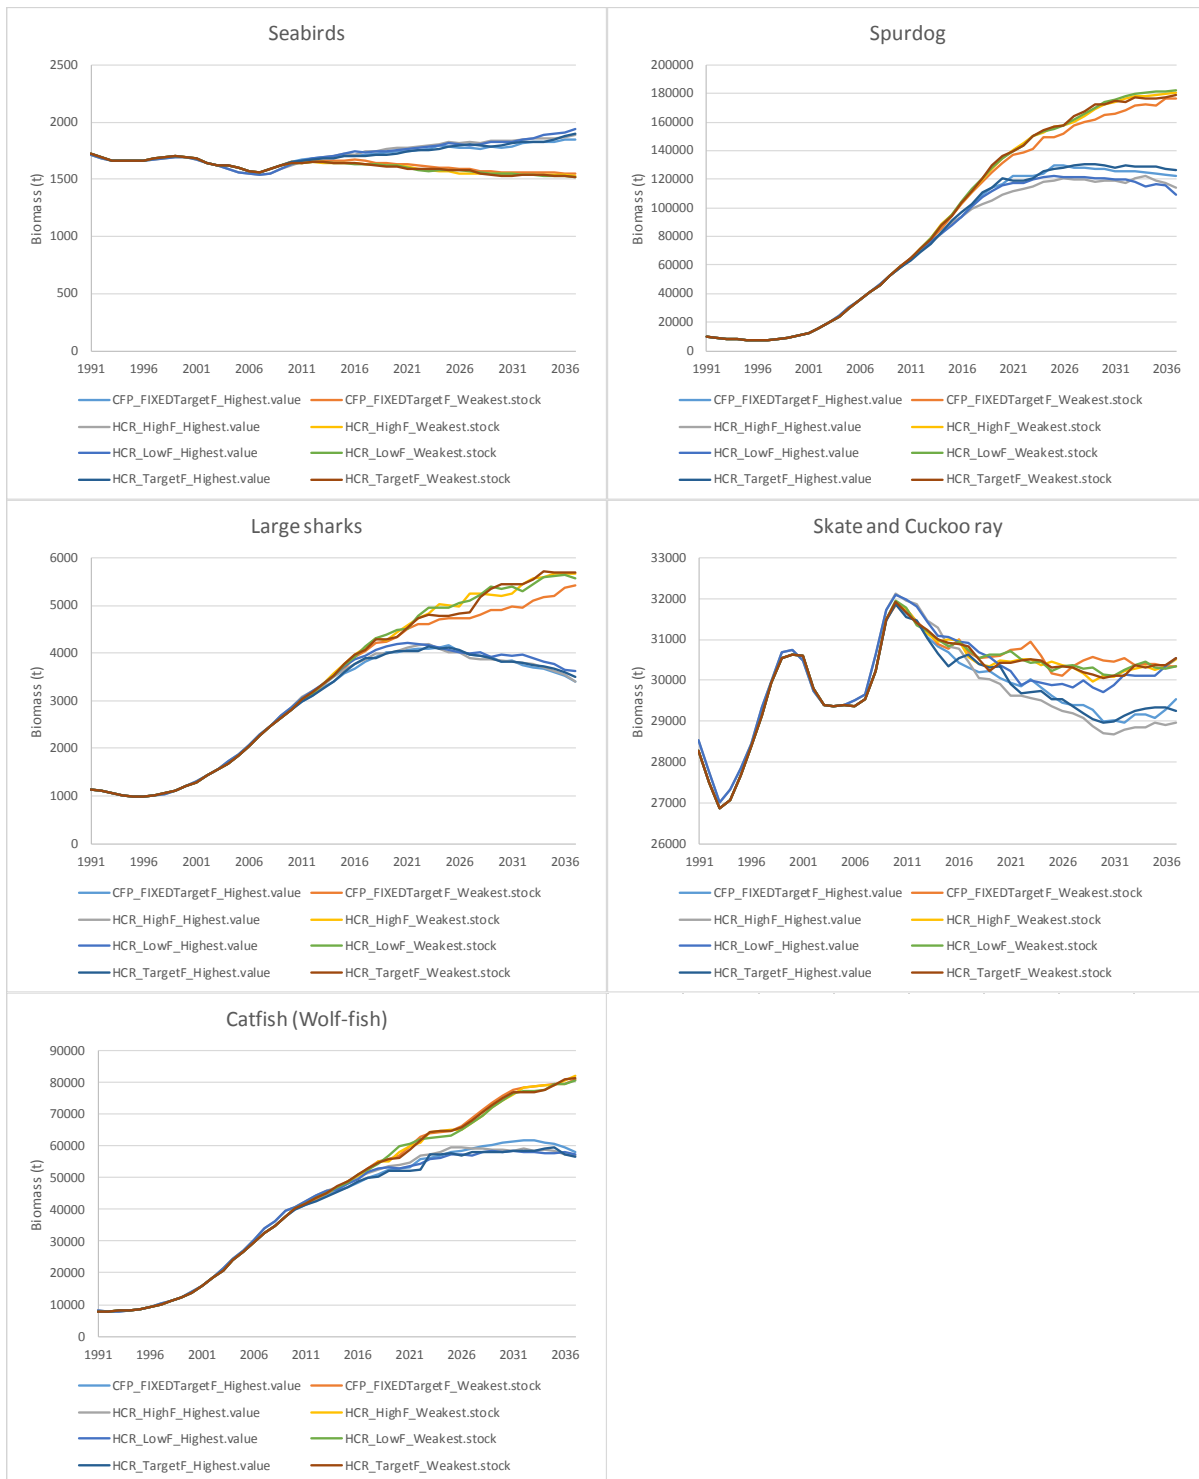 Seabirds
2500
2000
1500
1000
500
0
Biomass (t)
1991 1996 2001 2006 2011 2016 2021 2026 2031 2036
CFP_FIXEDTargetF_Highest.value CFP_FIXEDTargetF_Weakest.stock
HCR_HighF_Highest.value HCR_HighF_Weakest.stock
HCR_LowF_Highest.value HCR_LowF_Weakest.stock
HCR_TargetF_Highest.value HCR_TargetF_Weakest.stock
Spurdog
200000
180000
160000
140000
120000
100000
80000
60000
40000
20000
0
Biomass (t)
1991 1996 2001 2006 2011 2016 2021 2026 2031 2036
CFP_FIXEDTargetF_Highest.value CFP_FIXEDTargetF_Weakest.stock
HCR_HighF_Highest.value HCR_HighF_Weakest.stock
HCR_LowF_Highest.value HCR_LowF_Weakest.stock
HCR_TargetF_Highest.value HCR_TargetF_Weakest.stock
Large sharks
6000
5000
4000
3000
2000
1000
0
Biomass (t)
1991 1996 2001 2006 2011 2016 2021 2026 2031 2036
CFP_FIXEDTargetF_Highest.value CFP_FIXEDTargetF_Weakest.stock
HCR_HighF_Highest.value HCR_HighF_Weakest.stock
HCR_LowF_Highest.value HCR_LowF_Weakest.stock
HCR_TargetF_Highest.value HCR_TargetF_Weakest.stock
Skate and Cuckoo ray
33000
32000
31000
30000
29000
28000
27000
26000
Biomass (t)
1991 1996 2001 2006 2011 2016 2021 2026 2031 2036
CFP_FIXEDTargetF_Highest.value CFP_FIXEDTargetF_Weakest.stock
HCR_HighF_Highest.value HCR_HighF_Weakest.stock
HCR_LowF_Highest.value HCR_LowF_Weakest.stock
HCR_TargetF_Highest.value HCR_TargetF_Weakest.stock
Catfish (Wolf-fish)
90000
80000
70000
60000
50000
40000
30000
20000
10000
0
Biomass (t)
1991 1996 2001 2006 2011 2016 2021 2026 2031 2036
CFP_FIXEDTargetF_Highest.value CFP_FIXEDTargetF_Weakest.stock
HCR_HighF_Highest.value HCR_HighF_Weakest.stock
HCR_LowF_Highest.value HCR_LowF_Weakest.stock
HCR_TargetF_Highest.value HCR_TargetF_Weakest.stock